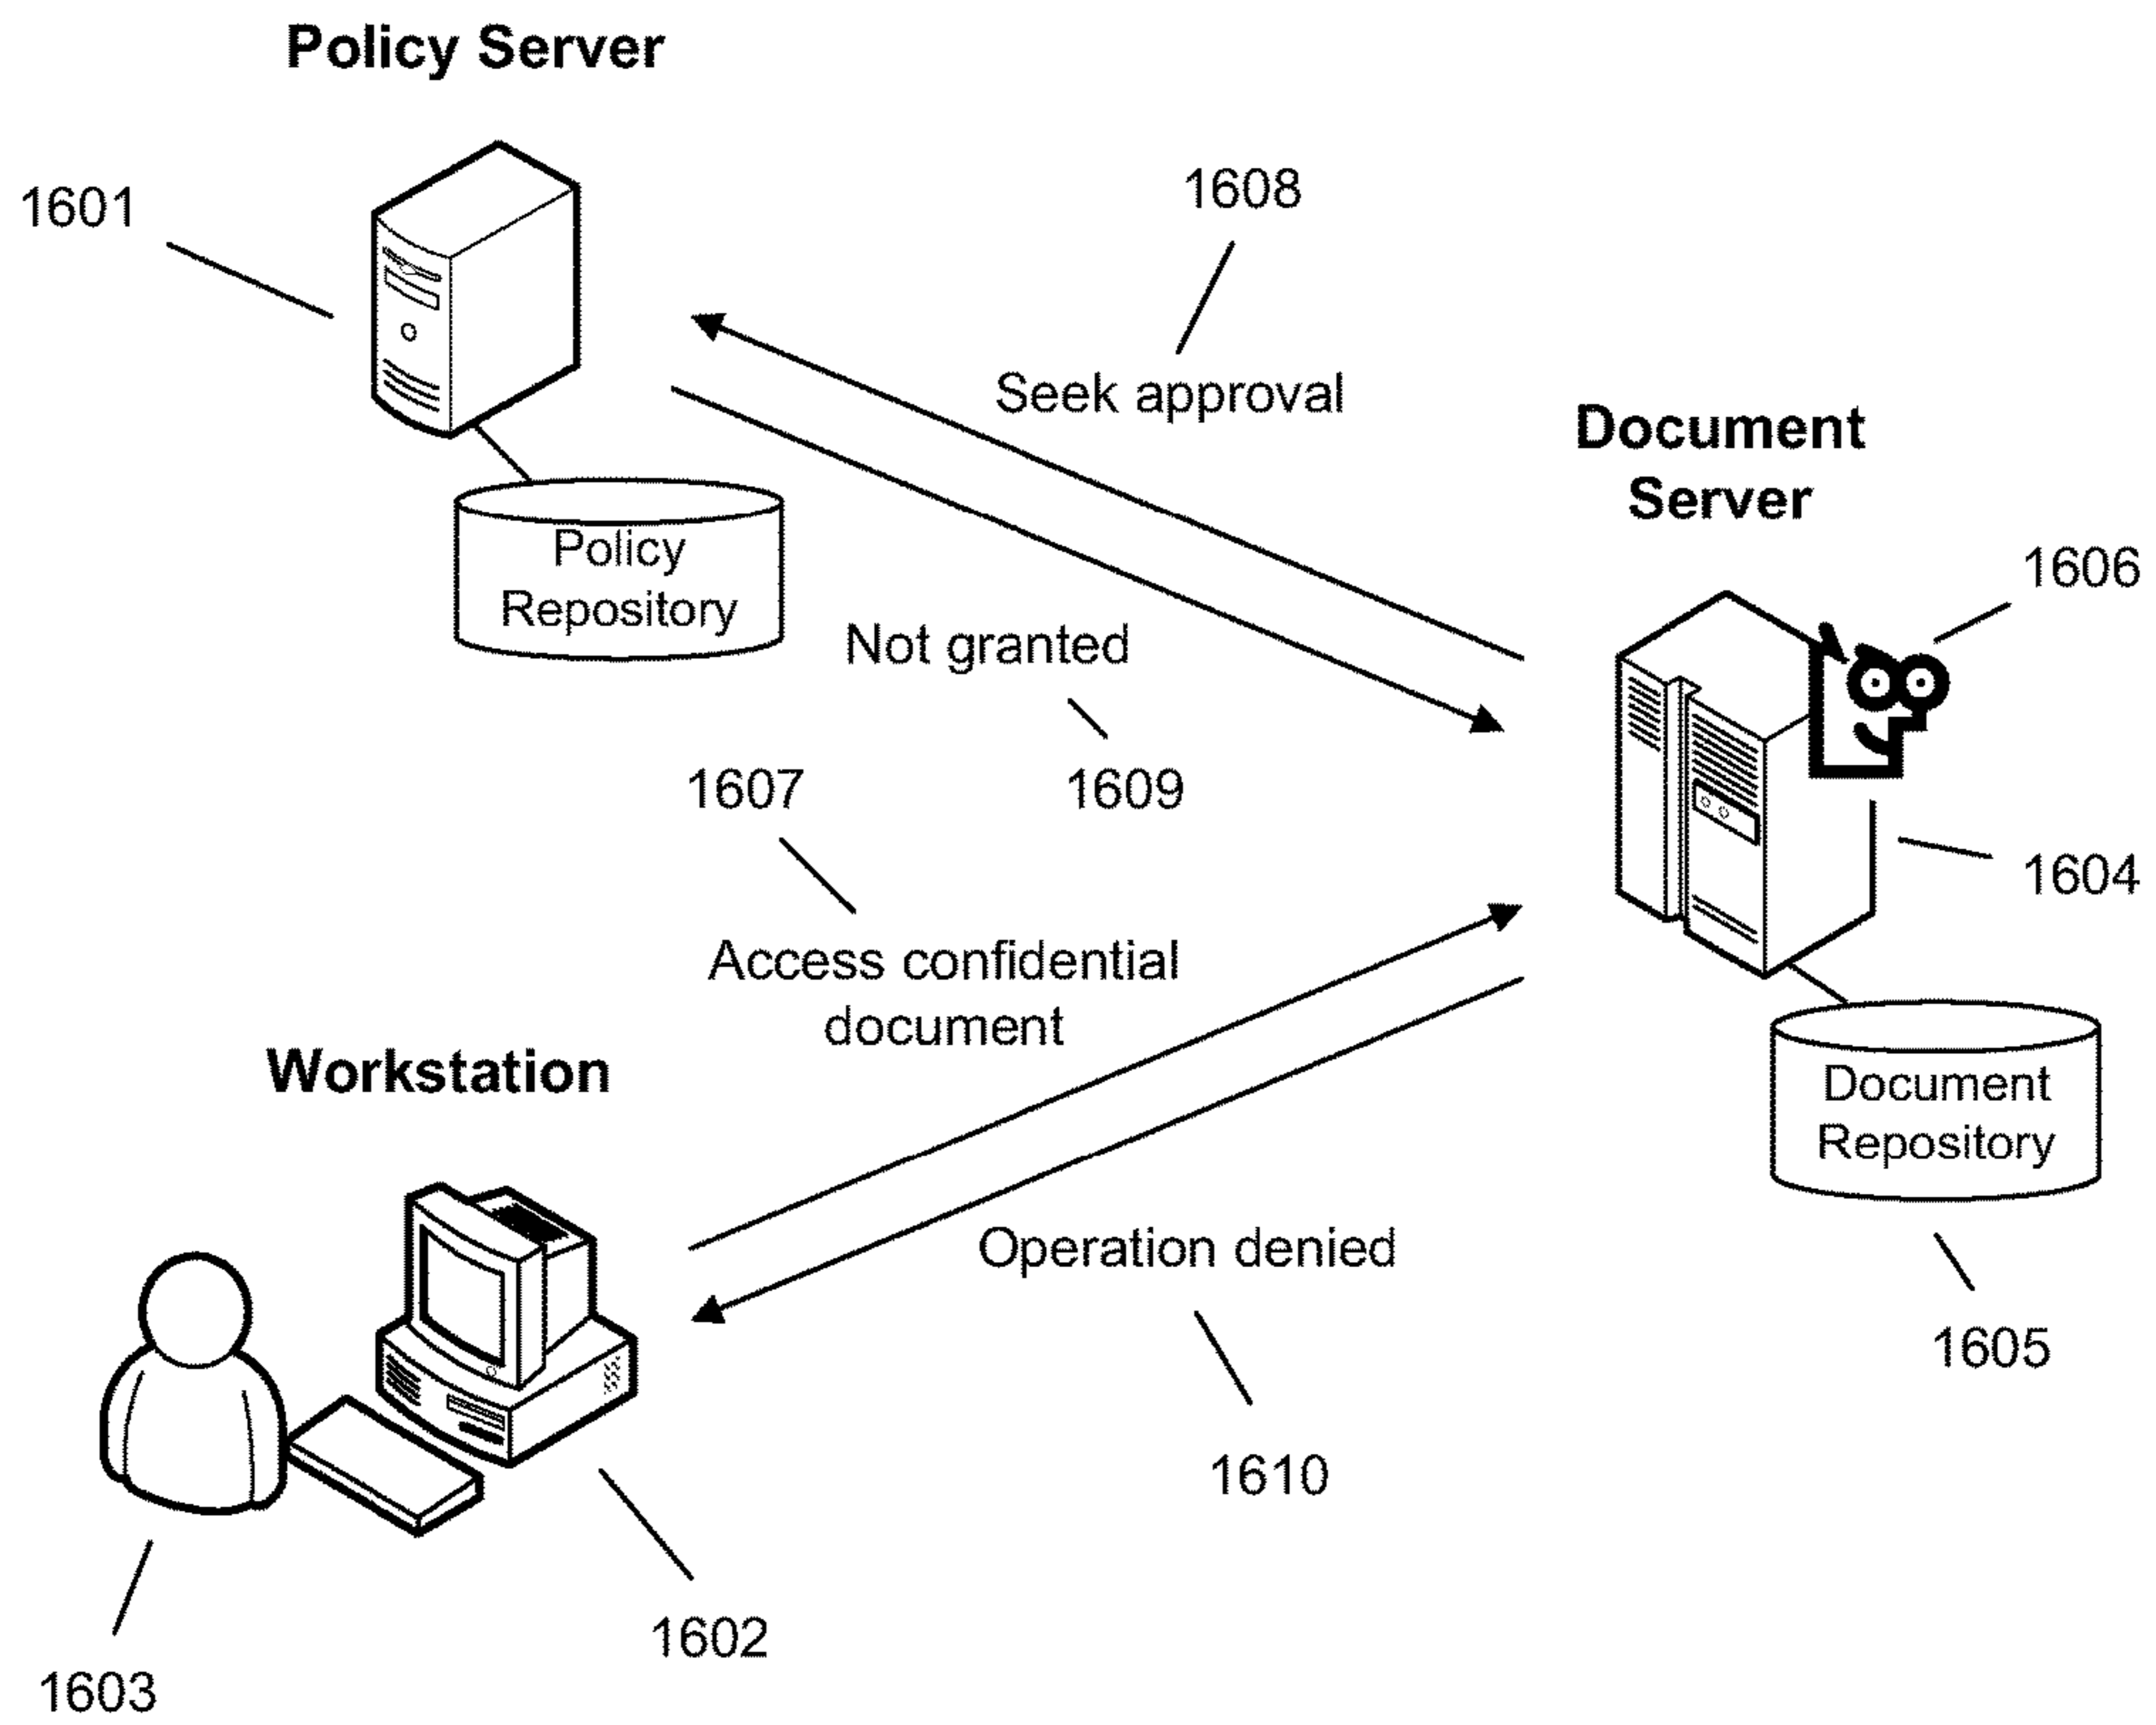 Policy Server
1601
1608
Seek approval
Document
Server
Policy
Repository
1606
Not granted
1607
1609
1604
Access confidential
document
Workstation
Document
Repository
Operation denied
1605
1610
1602
1603